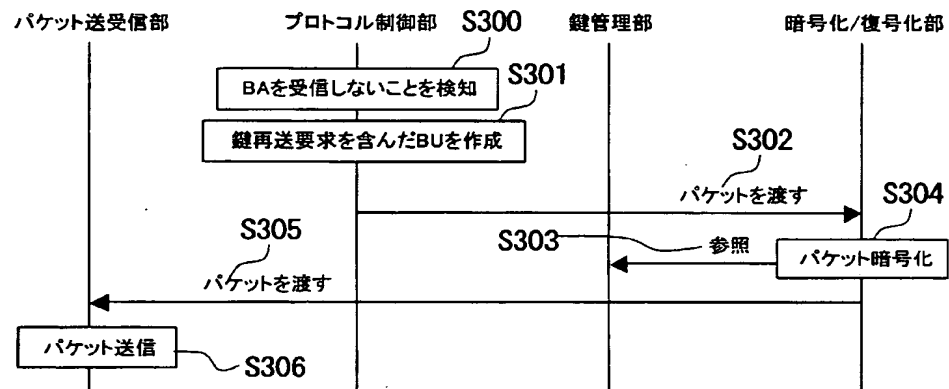 パケット送受信部 プロトコル制御部 S300 鍵管理部 暗号化/復号化部
BAを受信しないことを検知 S301
鍵再送要求を含んだBUを作成
S302
パケットを渡す
S304
S305 S303 参照 パケット暗号化
パケットを渡す
パケット送信 S306